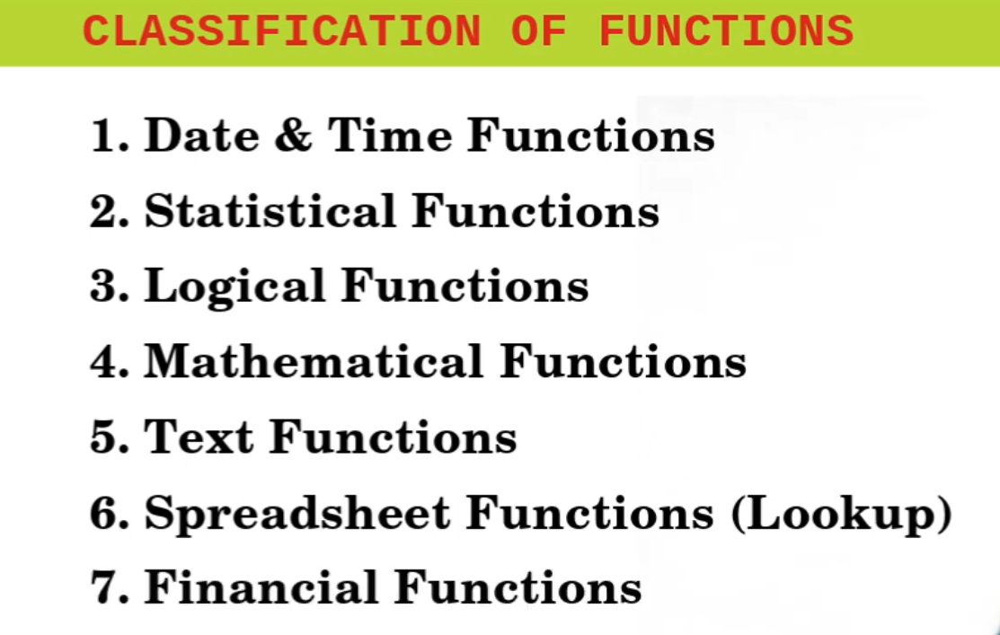 CLASSIFICATION OF FUNCTIONS
1. Date & Time Functions
2. Statistical Functions
3. Logical Functions
4. Mathematical Functions
5. Text Functions
6. Spreadsheet Functions (Lookup)
7. Financial Functions